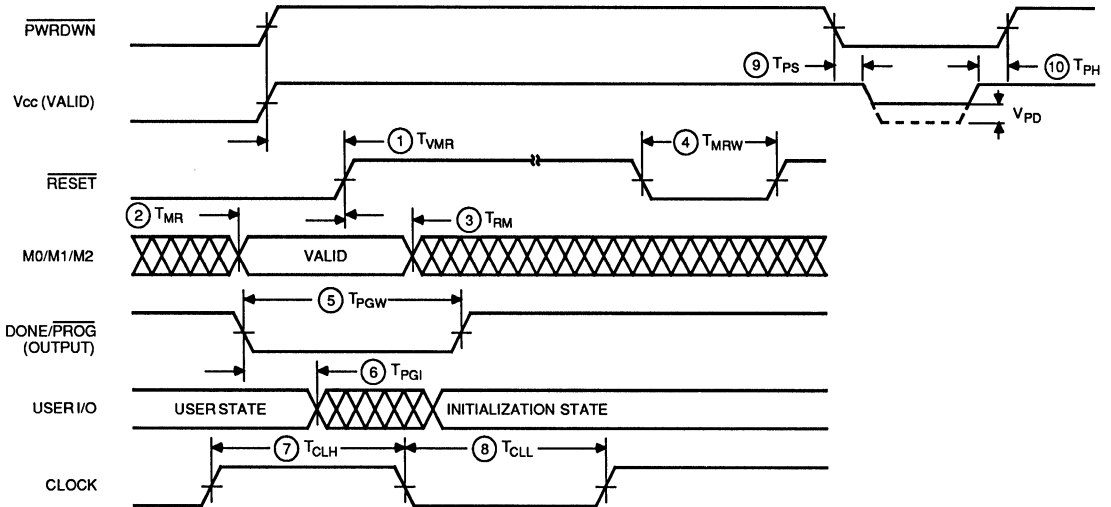 PWRDWN
⑨ TPS
⑩ TPH
Vcc (VALID)
VPD
① TVMR
④ TMRW
RESET
② TMR
③ TRM
M0/M1/M2
VALID
⑤ TPGW
DONE/PROG
(OUTPUT)
⑥ TPGI
USER I/O
USER STATE
INITIALIZATION STATE
⑦ TCLH
⑧ TCLL
CLOCK